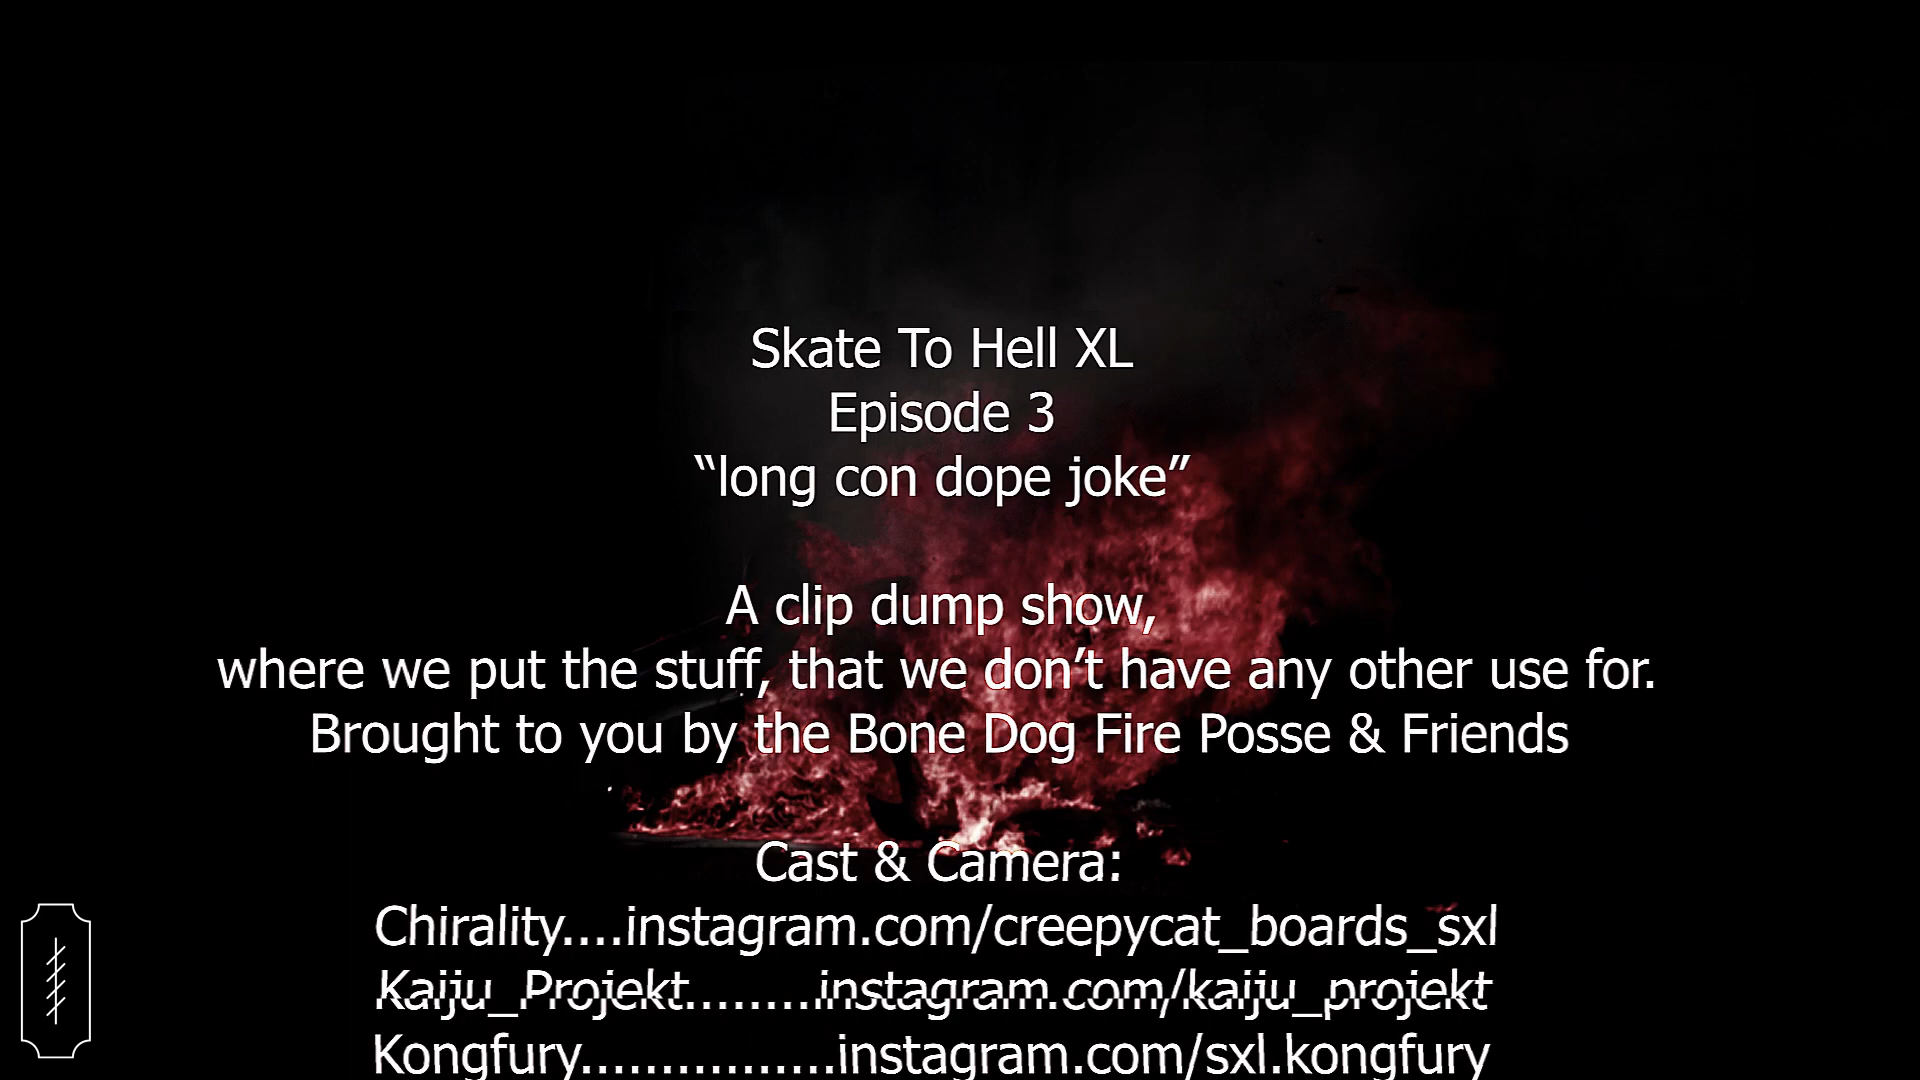 Skate To Hell XL
Episode 3
“long con dope joke”
A clip dump show,
where we put the stuff, that we don’t have any other use for.
Brought to you by the Bone Dog Fire Posse & Friends
Cast & Camera:
Chirality....instagram.com/creepycat_boards_sxl
Kaiju_Projekt........instagram.com/kaiju_projekt
Kongfury................instagram.com/sxl.kongfury